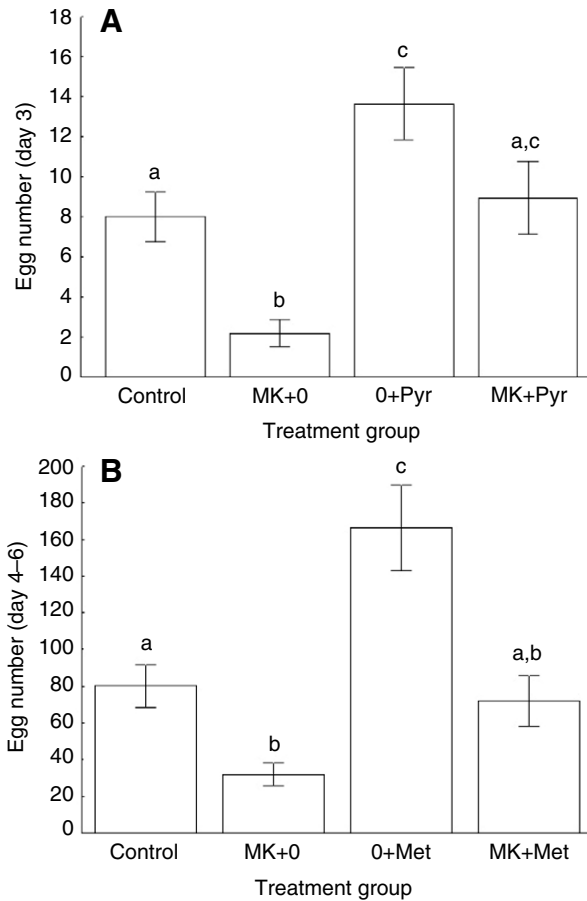 A
Egg number (day 3)
18
16
14
12
10
8
6
4
2
0
a
b
c
a,c
Control MK+0 0+Pyr MK+Pyr
Treatment group
B
Egg number (day 4–6)
200
180
160
140
120
100
80
60
40
20
0
a
b
c
a,b
Control MK+0 0+Met MK+Met
Treatment group